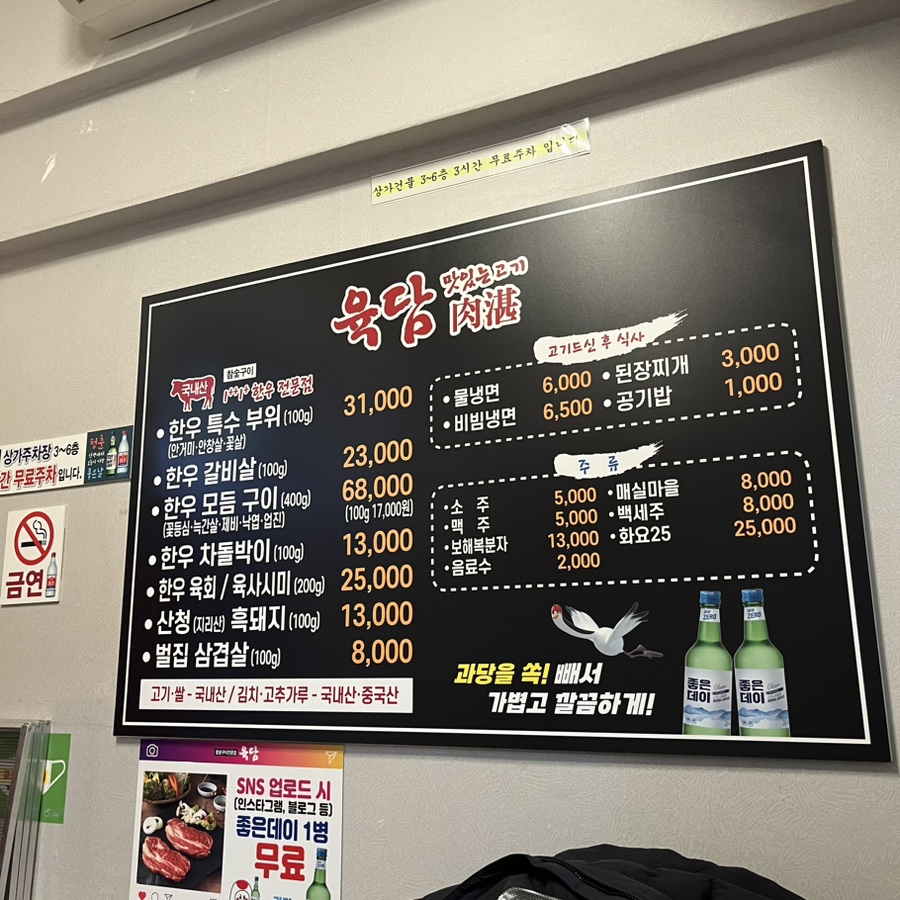 상가건물 3~6층 3시간 무료주차 입니다
육담 맛있는고기
肉湛
국내산
참숯구이
1++1+ 한우 전문점
• 한우 특수 부위 (100g) 31,000
(안거미·안창살·꽃살)
• 한우 갈비살 (100g) 23,000
• 한우 모듬 구이 (400g) 68,000
(꽃등심·늑간살·제비·낙엽·업진) (100g 17,000원)
• 한우 차돌박이 (100g) 13,000
• 한우 육회 / 육사시미 (200g) 25,000
• 산청 (지리산) 흑돼지 (100g) 13,000
• 벌집 삼겹살 (100g) 8,000
고기·쌀 - 국내산 / 김치·고추가루 - 국내산·중국산
고기드신 후 식사
• 물냉면 6,000
• 비빔냉면 6,500
• 된장찌개 3,000
• 공기밥 1,000
주 류
• 소 주 5,000
• 맥 주 5,000
• 보해복분자 13,000
• 음료수 2,000
• 매실마을 8,000
• 백세주 8,000
• 화요25 25,000
과당을 쏙! 빼서
가볍고 깔끔하게!
ZERO
좋은
데이
ZERO
좋은
데이
상가주차장 3~6층
간 무료주차입니다.
청춘
좋은날
금연
육담
SNS 업로드 시
(인스타그램, 블로그 등)
좋은데이 1병
무료